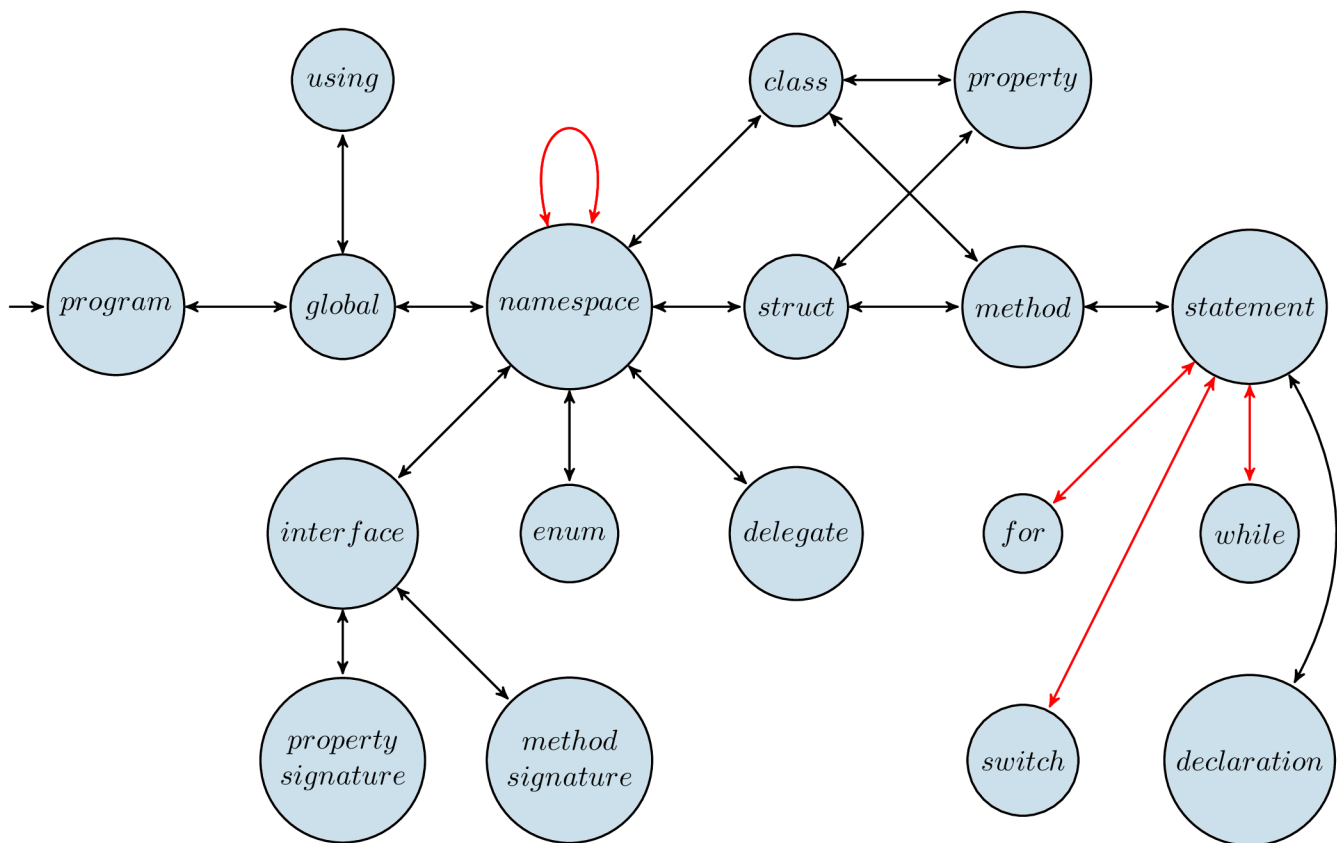 using
class
property
program
global
namespace
struct
method
statement
interface
enum
delegate
for
while
property
signature
method
signature
switch
declaration